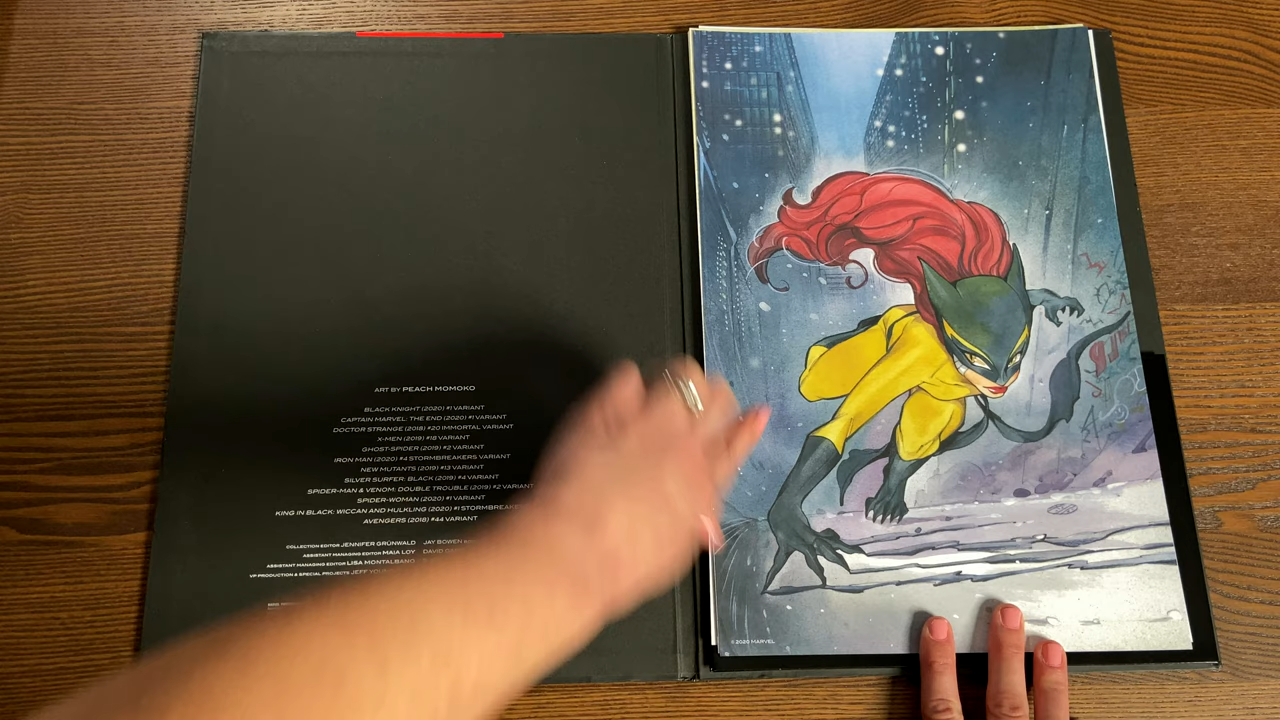 ART BY PEACH MOMOKO
BLACK KNIGHT (2020) #1 VARIANT
CAPTAIN MARVEL: THE END (2020) #1 VARIANT
DOCTOR STRANGE (2018) #20 IMMORTAL VARIANT
X-MEN (2019) #18 VARIANT
GHOST-SPIDER (2019) #2 VARIANT
IRON MAN (2020) #4 STORMBREAKERS VARIANT
NEW MUTANTS (2019) #13 VARIANT
SILVER SURFER: BLACK (2019) #4 VARIANT
SPIDER-MAN & VENOM: DOUBLE TROUBLE (2019) #2 VARIANT
SPIDER-WOMAN (2020) #1 VARIANT
KING IN BLACK: WICCAN AND HULKLING (2020) #1
AVENGERS (2018) #44 VARIANT
COLLECTION EDITOR JENNIFER GRÜNWALD JAY BOWEN
ASSISTANT MANAGING EDITOR MAIA LOY DAVID
ASSISTANT MANAGING EDITOR LISA MONTALBANO
VP PRODUCTION & SPECIAL PROJECTS JEFF
© 2020 MARVEL